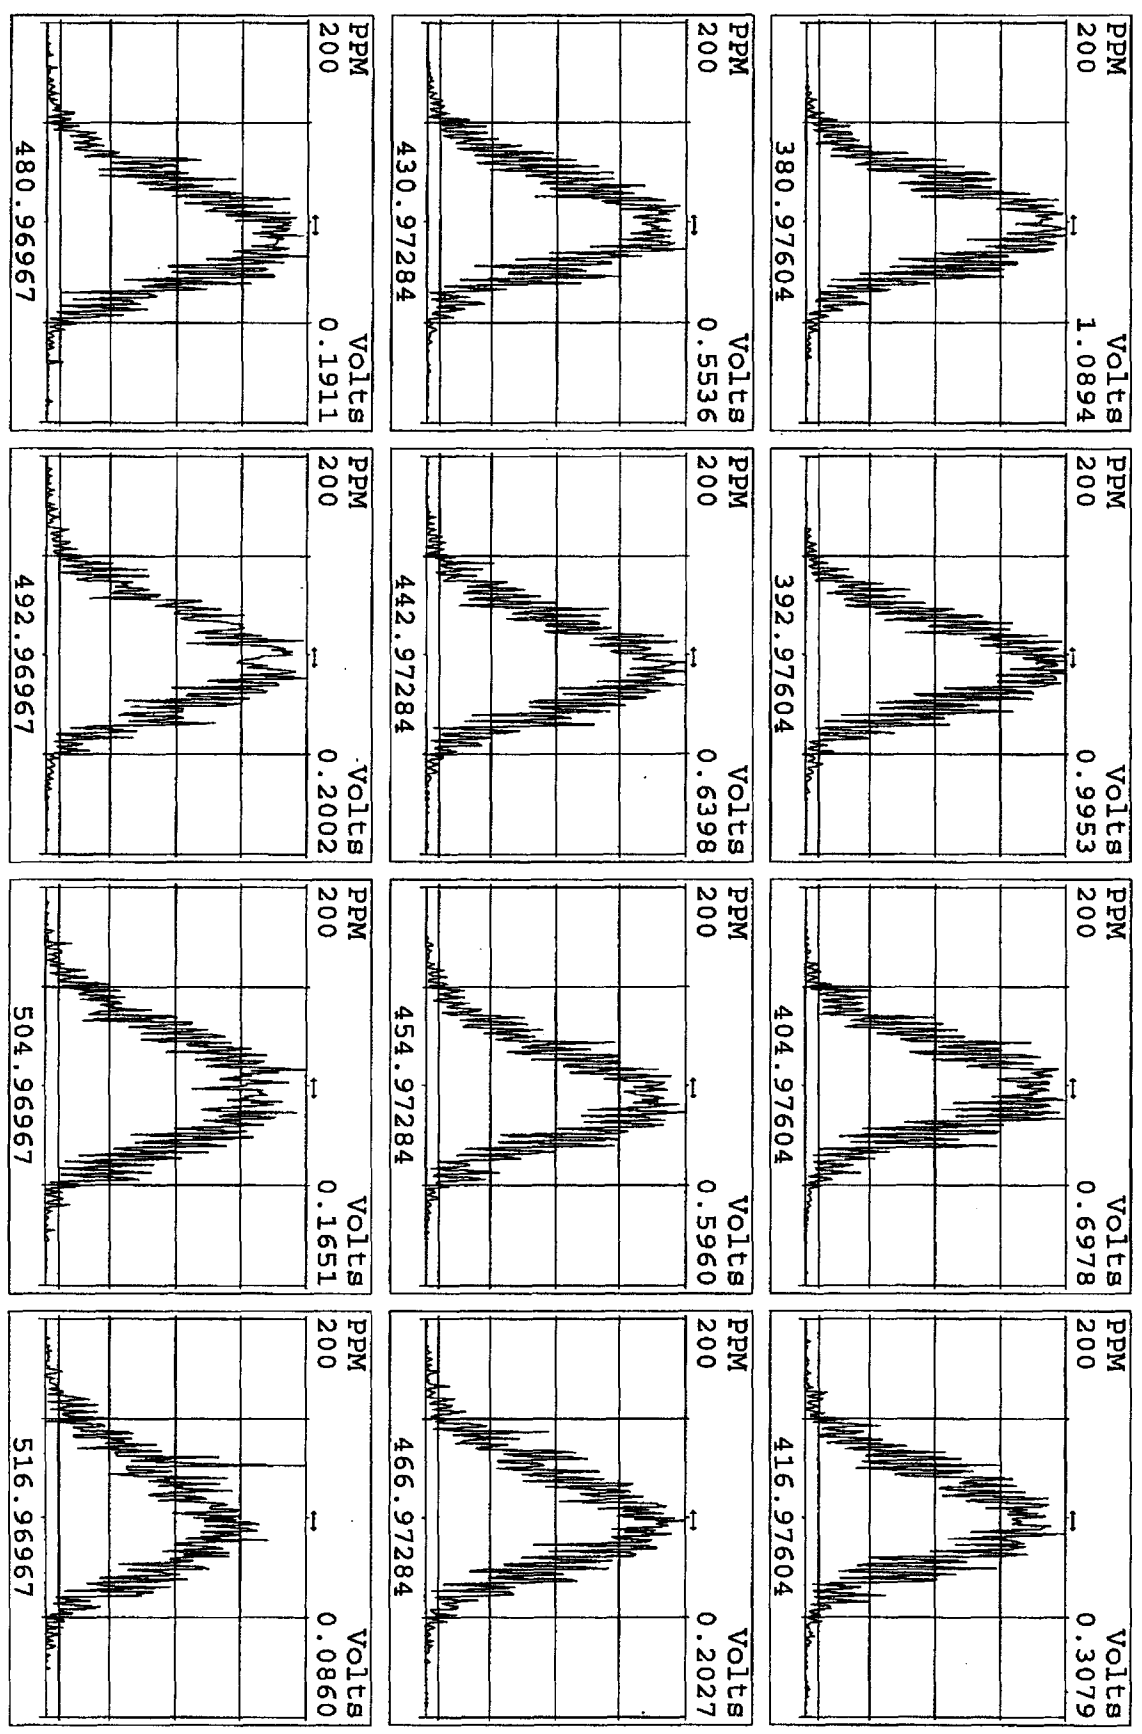 PPM Volts
200 1.0894
380.97604
PPM Volts
200 0.9953
392.97604
PPM Volts
200 0.6978
404.97604
PPM Volts
200 0.3079
416.97604
PPM Volts
200 0.5536
430.97284
PPM Volts
200 0.6398
442.97284
PPM Volts
200 0.5960
454.97284
PPM Volts
200 0.2027
466.97284
PPM Volts
200 0.1911
480.96967
PPM Volts
200 0.2002
492.96967
PPM Volts
200 0.1651
504.96967
PPM Volts
200 0.0860
516.96967